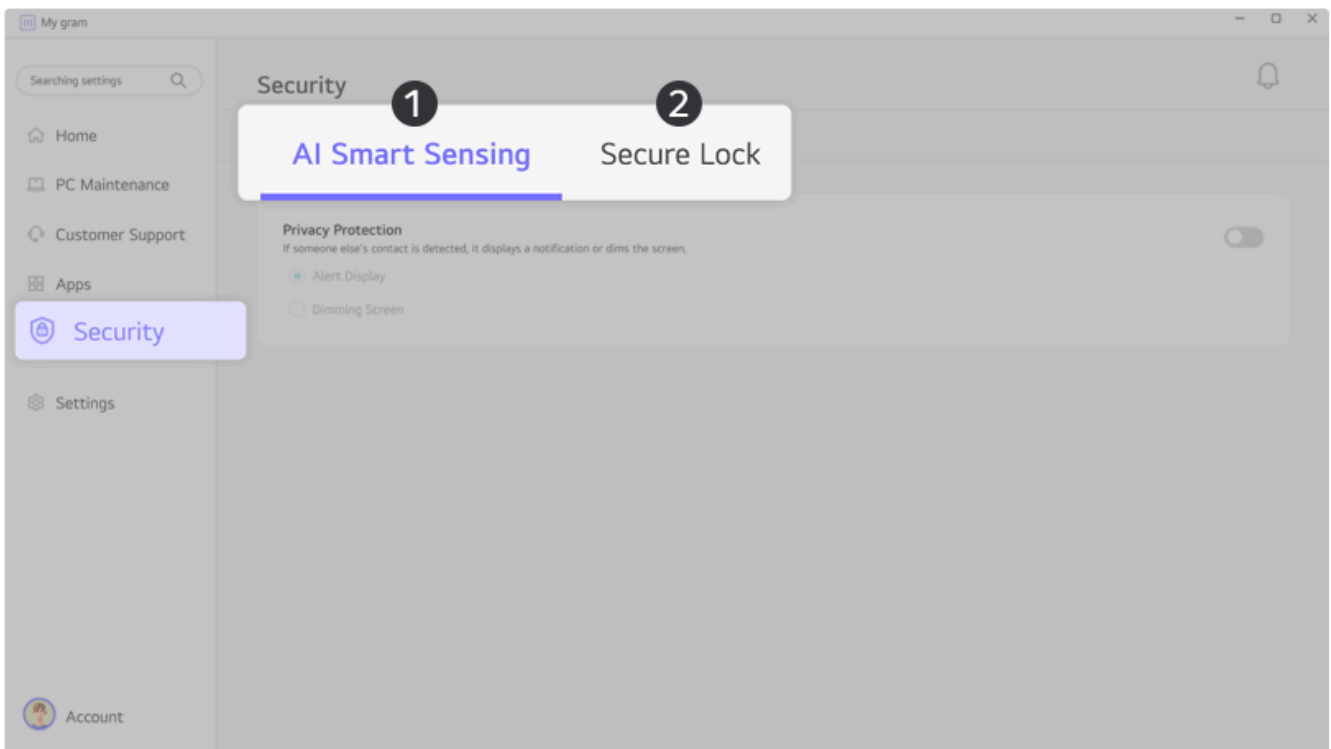 My gram
Searching settings
Home
PC Maintenance
Customer Support
Apps
Security
Settings
Account
Security
1
2
AI Smart Sensing
Secure Lock
Privacy Protection
If someone else's contact is detected, it displays a notification or dims the screen.
Alert Display
Dimming Screen